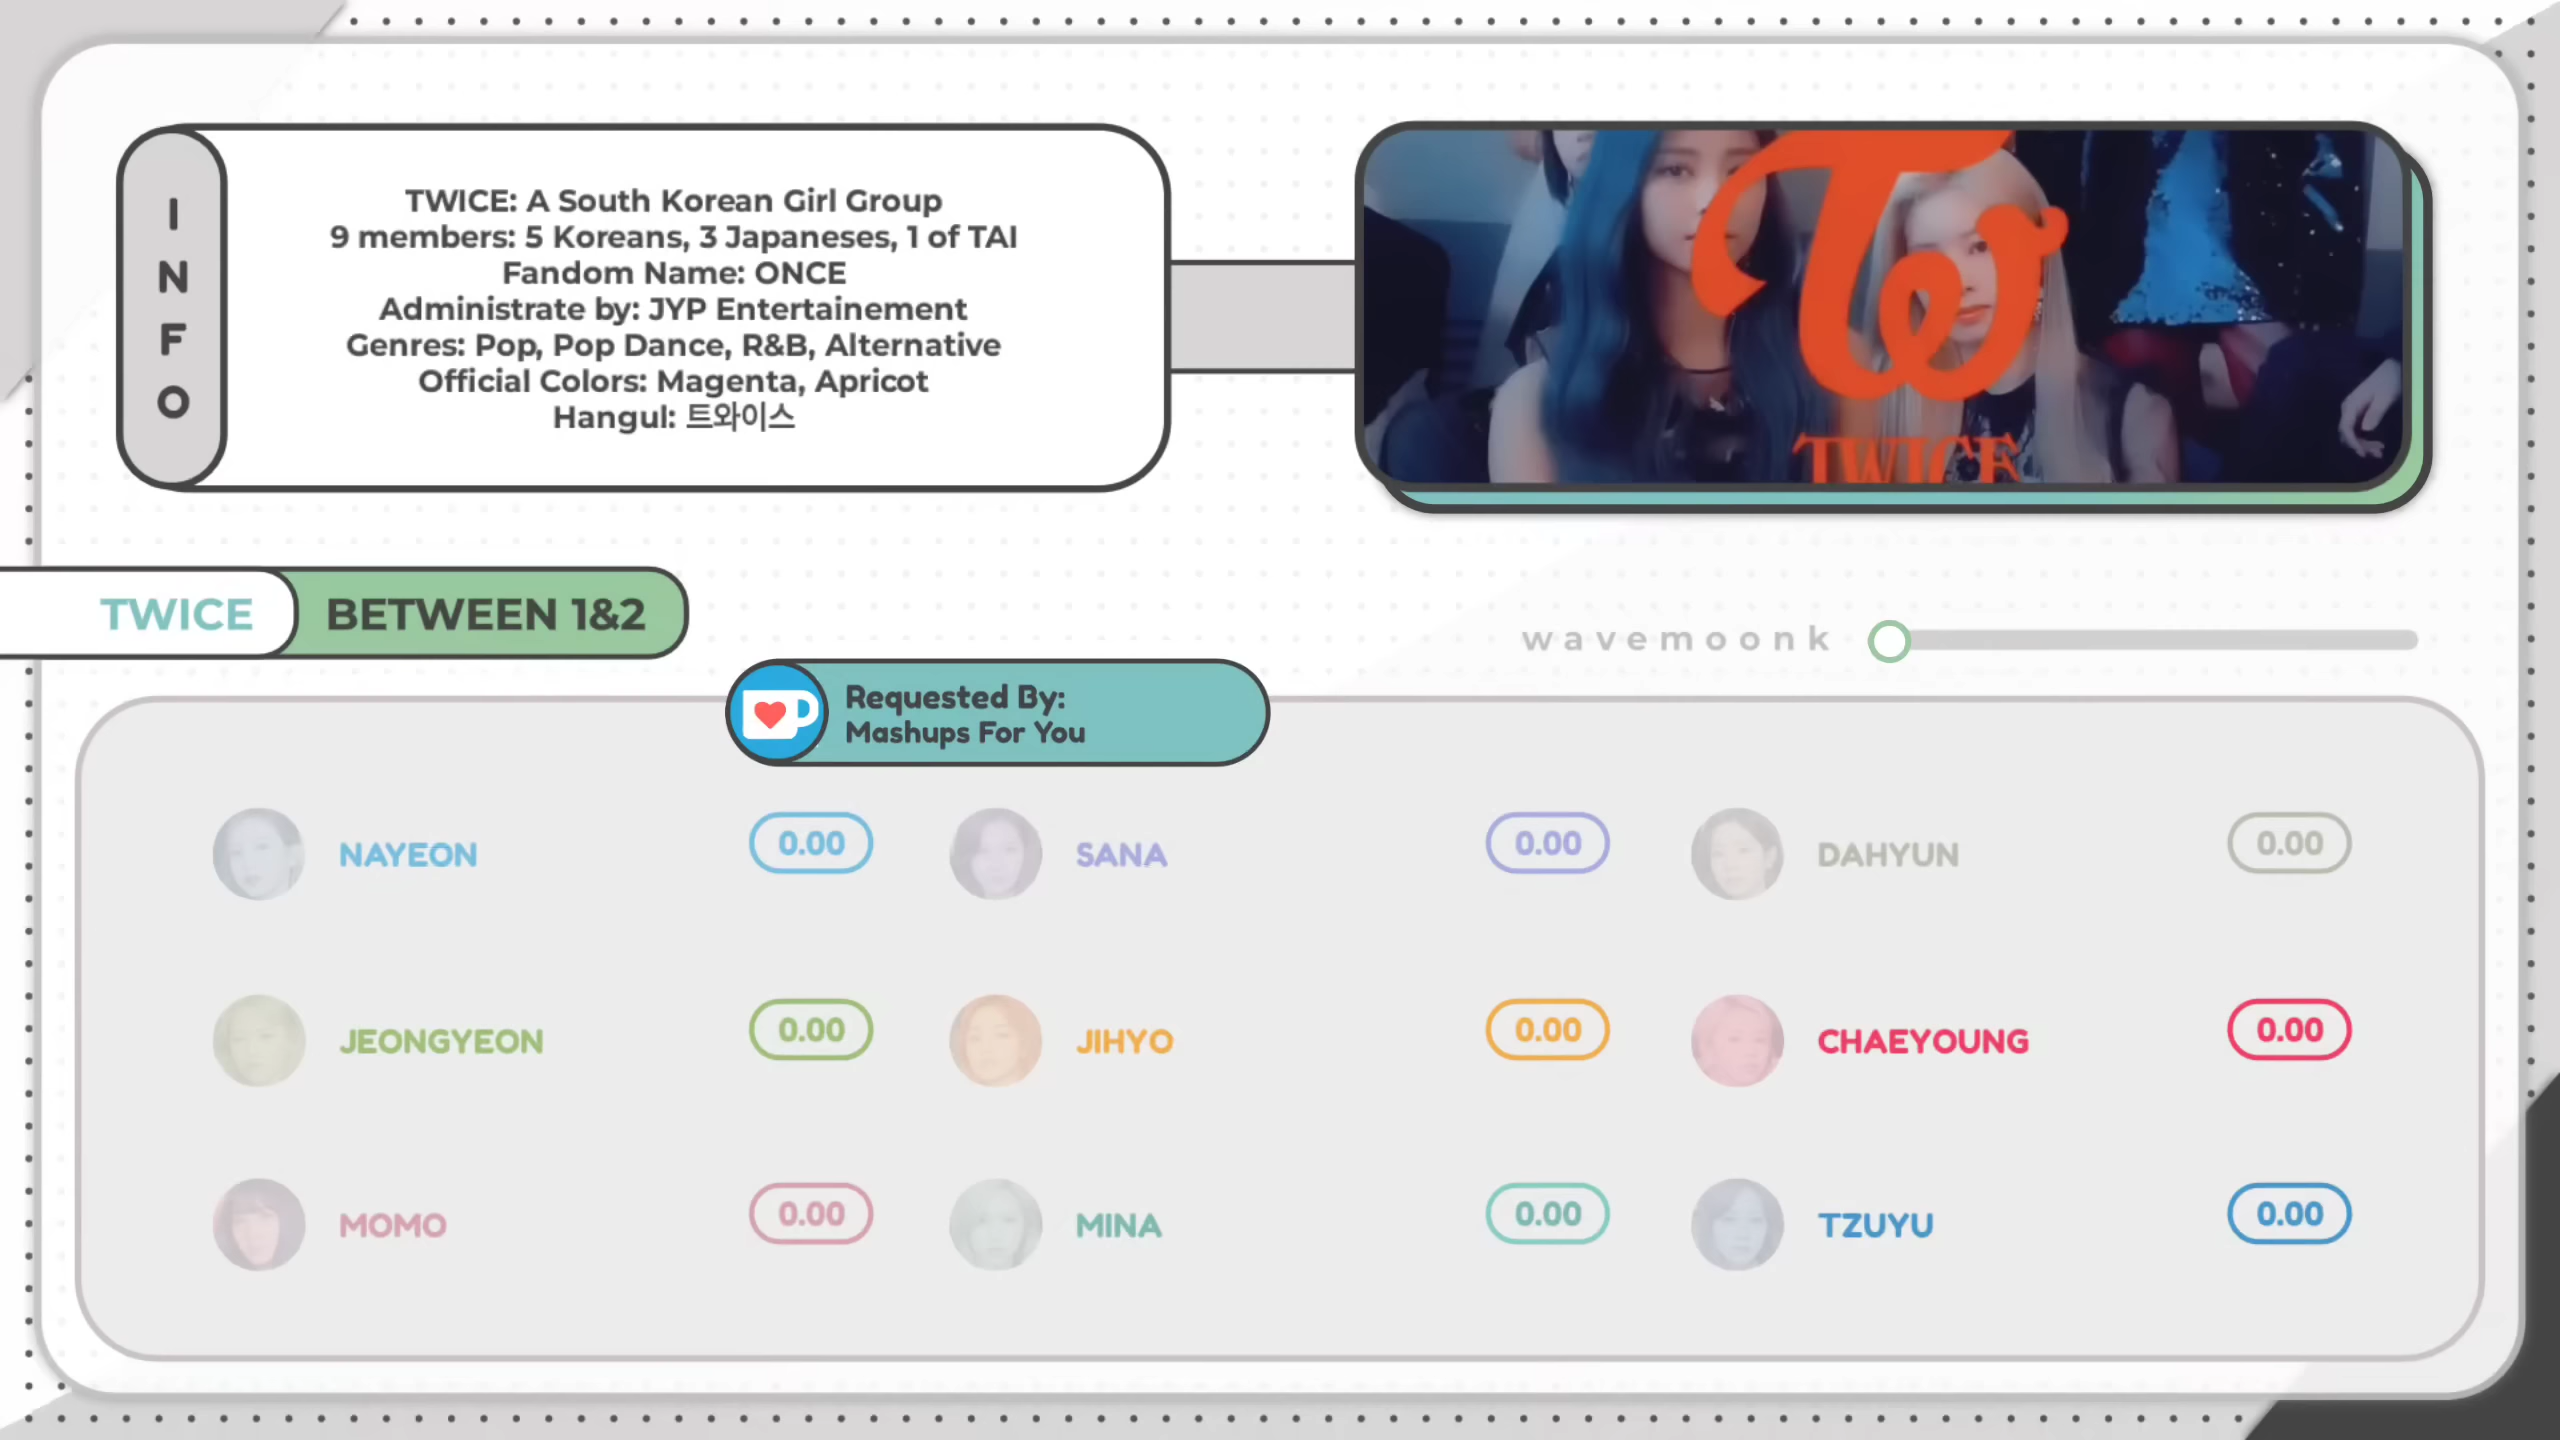 INFO
TWICE: A South Korean Girl Group
9 members: 5 Koreans, 3 Japaneses, 1 of TAI
Fandom Name: ONCE
Administrate by: JYP Entertainement
Genres: Pop, Pop Dance, R&B, Alternative
Official Colors: Magenta, Apricot
Hangul: 트와이스
Tw
TWICE
TWICE BETWEEN 1&2
wavemoonk
Requested By:
Mashups For You
NAYEON 0.00 SANA 0.00 DAHYUN 0.00
JEONGYEON 0.00 JIHYO 0.00 CHAEYOUNG 0.00
MOMO 0.00 MINA 0.00 TZUYU 0.00